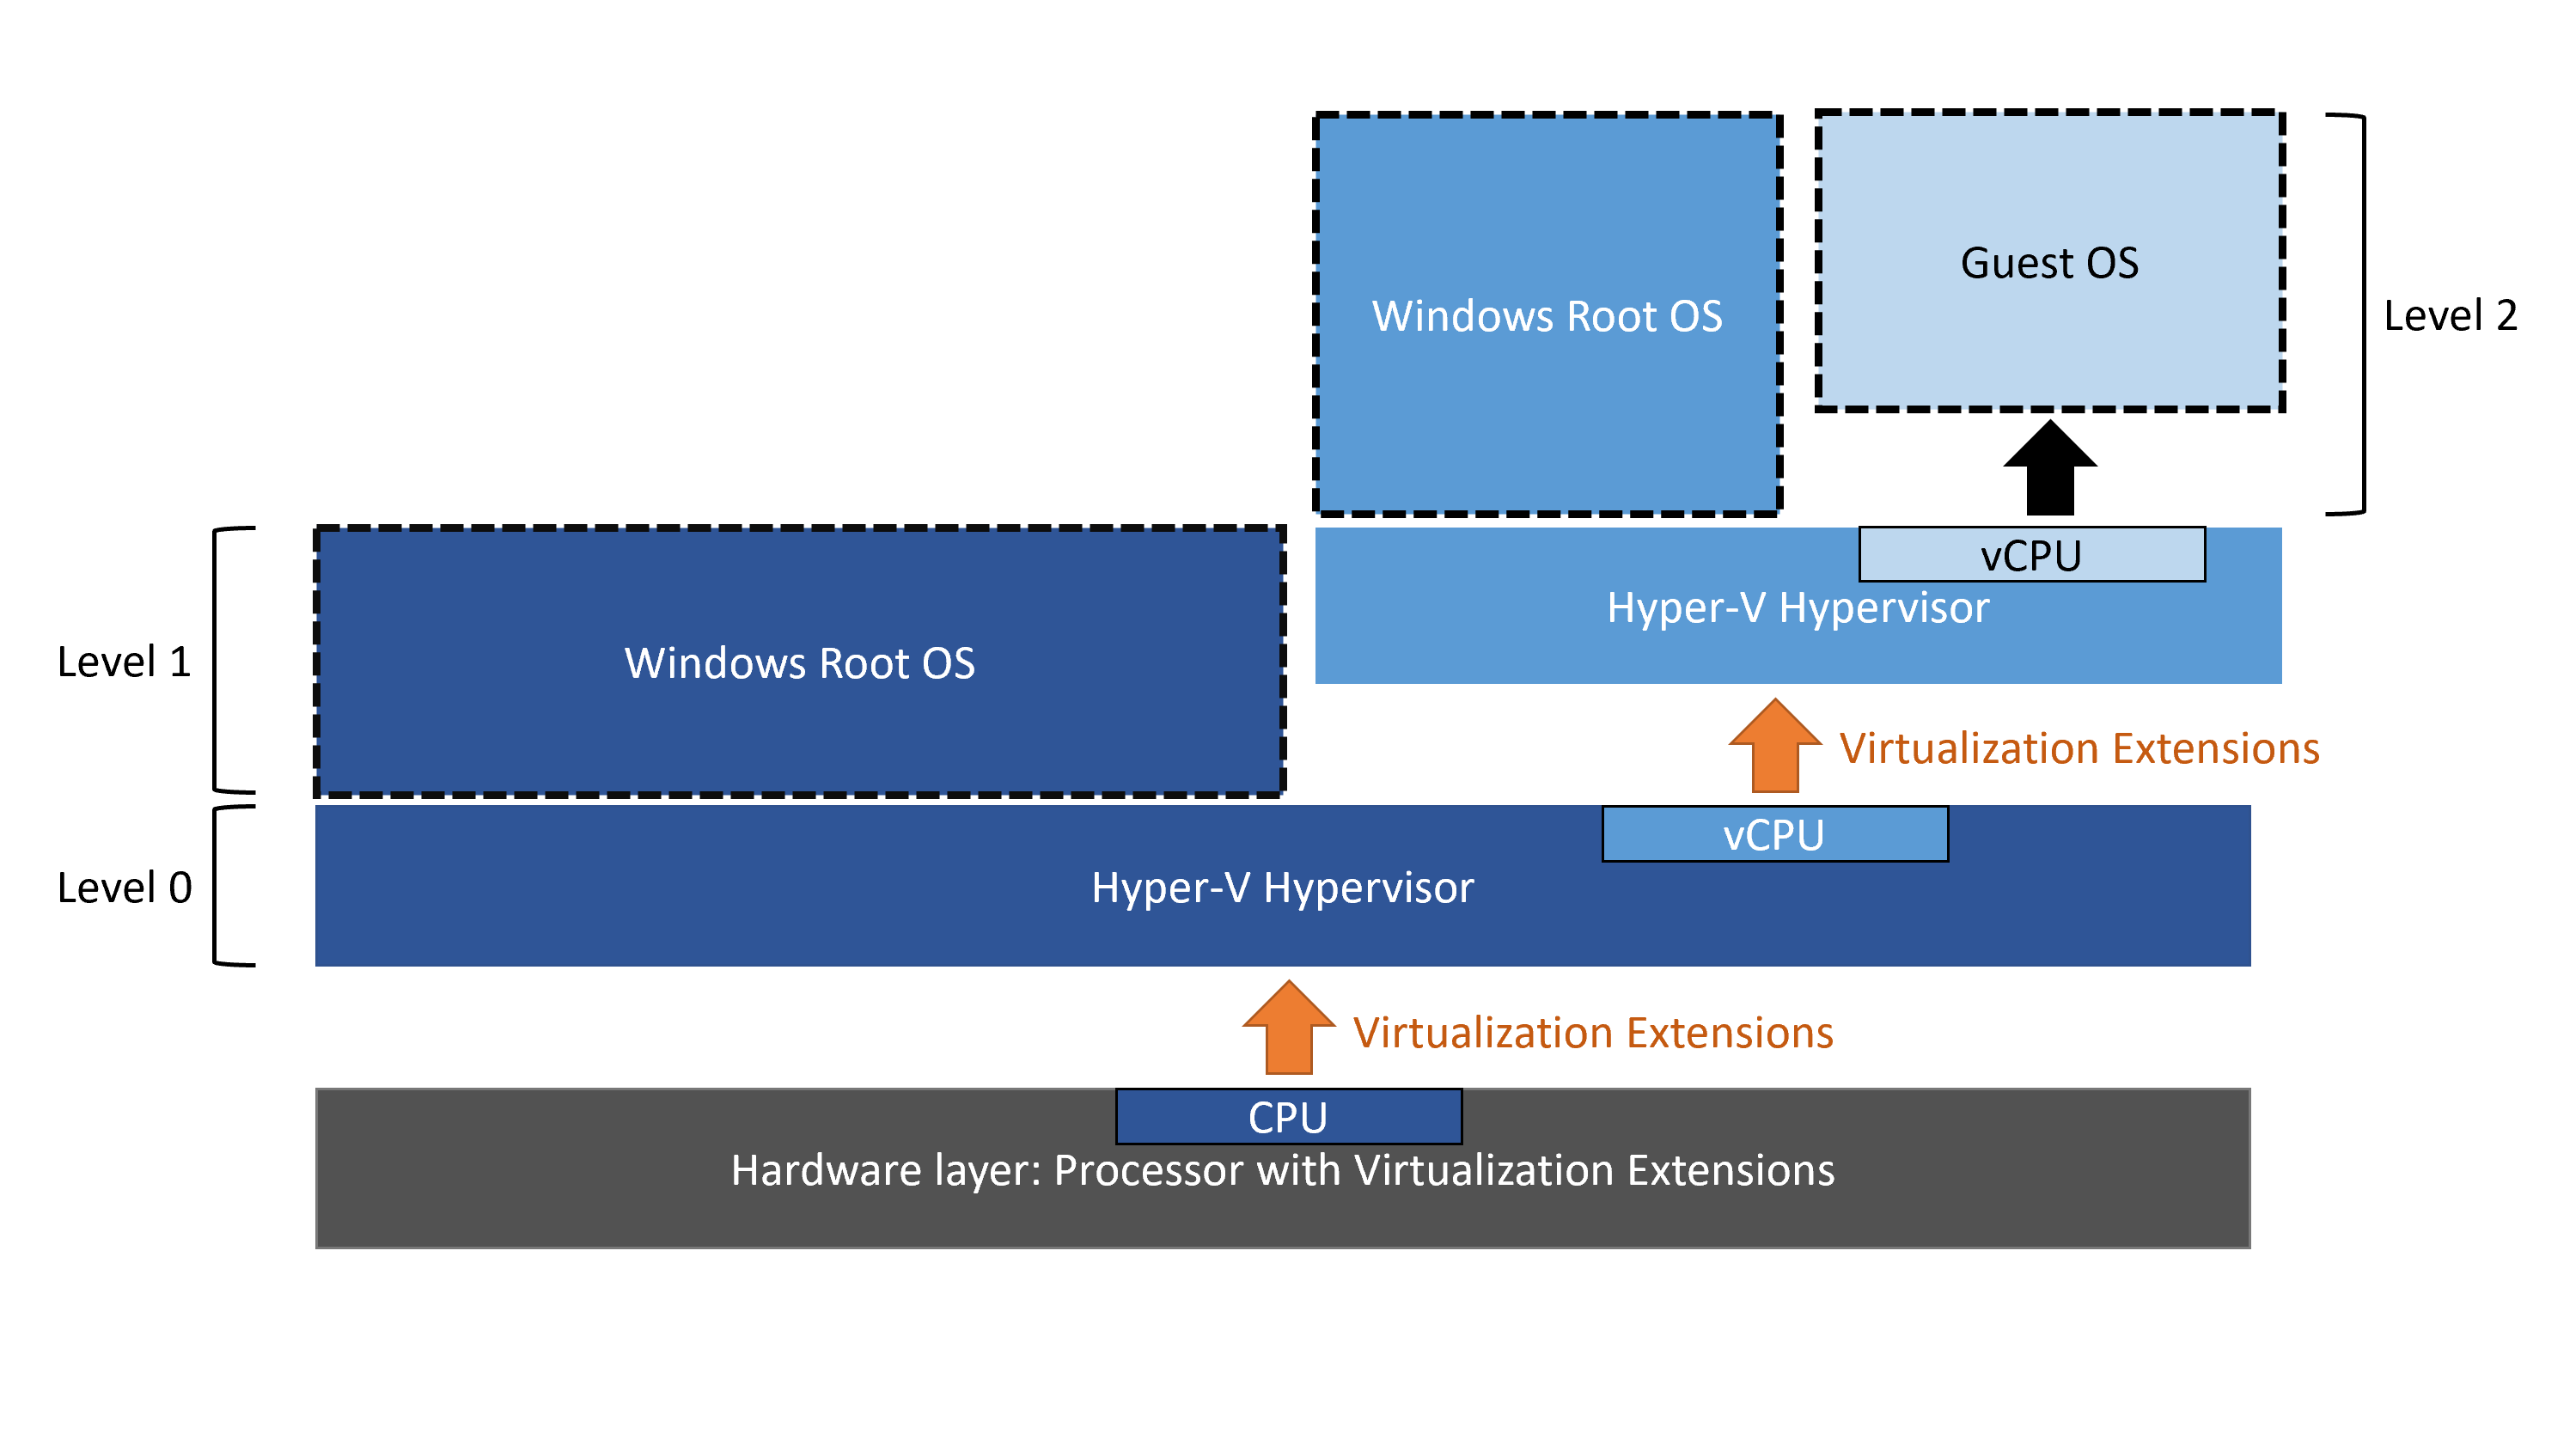 Windows Root OS
Guest OS
Level 2
vCPU
Hyper-V Hypervisor
Level 1
Windows Root OS
Virtualization Extensions
vCPU
Level 0
Hyper-V Hypervisor
Virtualization Extensions
CPU
Hardware layer: Processor with Virtualization Extensions